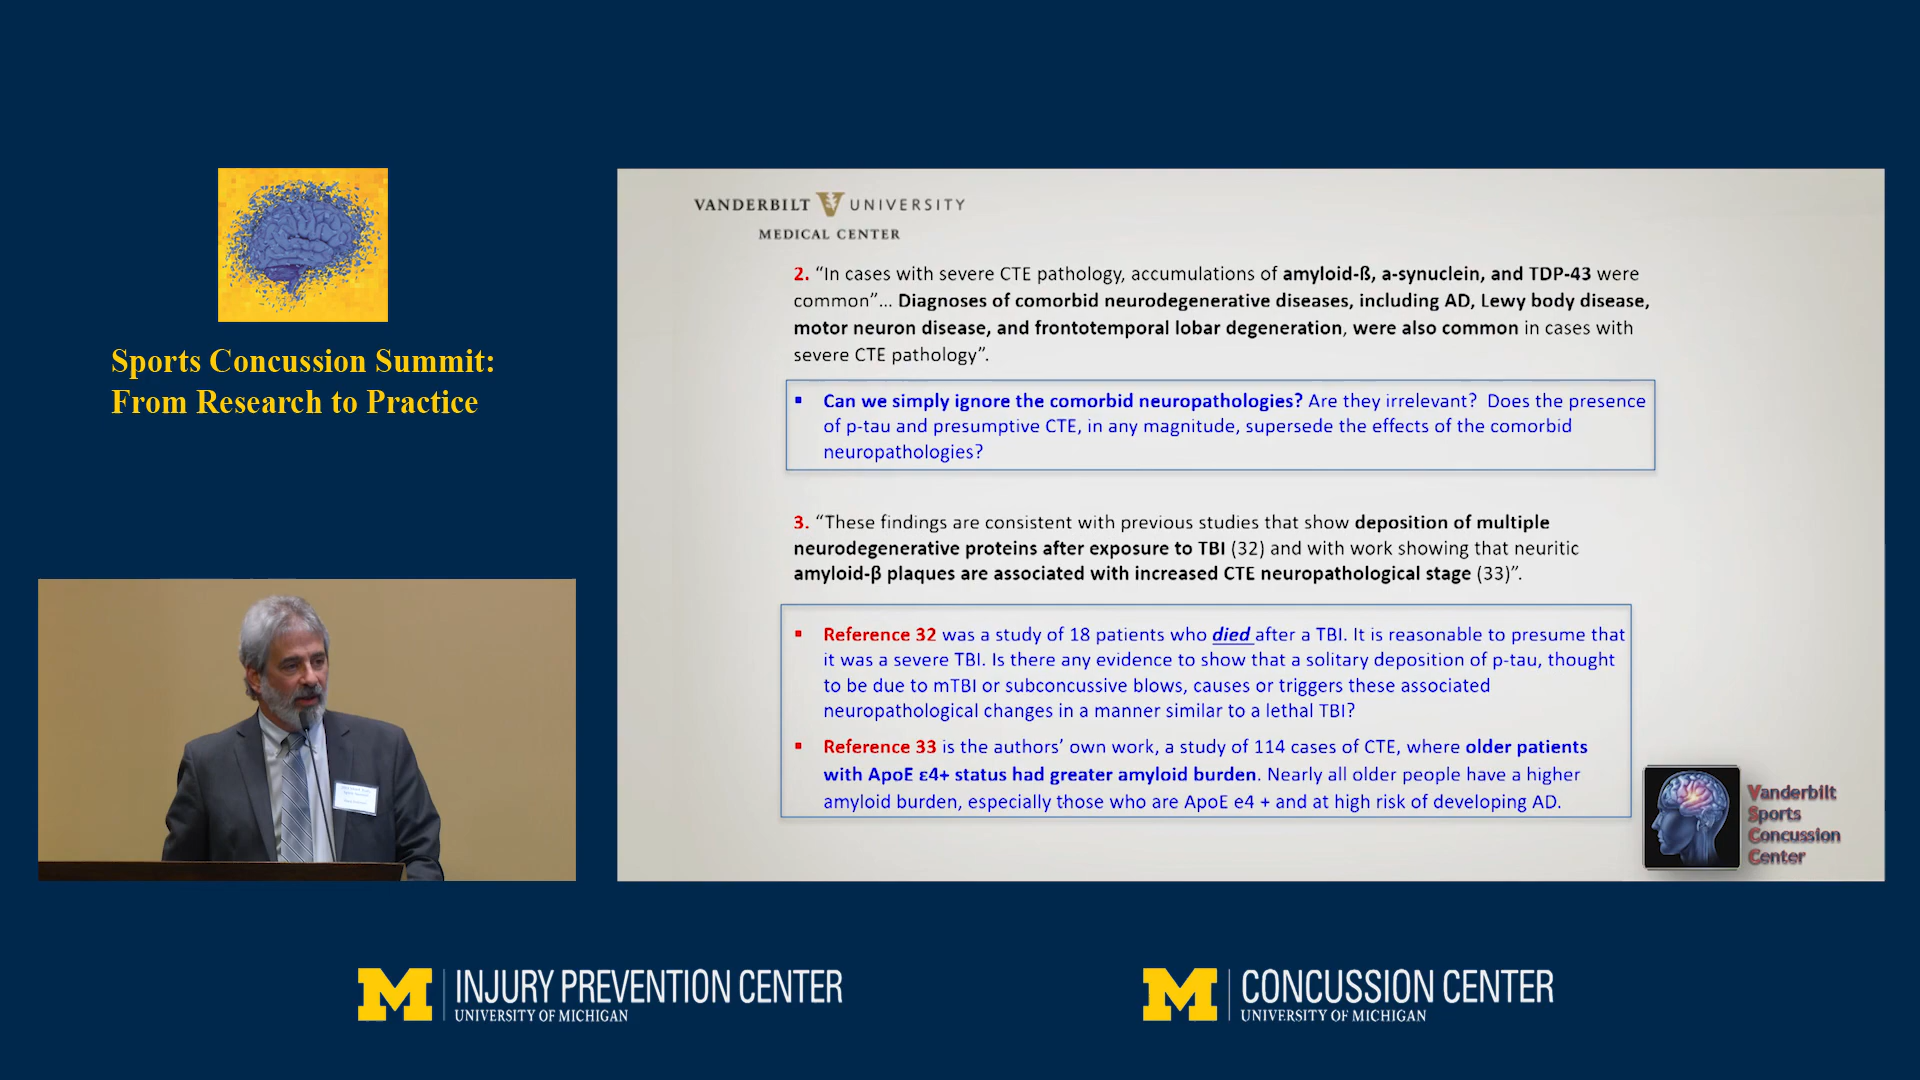 Sports Concussion Summit:
From Research to Practice
VANDERBILT V UNIVERSITY
MEDICAL CENTER
2. “In cases with severe CTE pathology, accumulations of amyloid-ß, a-synuclein, and TDP-43 were
common”... Diagnoses of comorbid neurodegenerative diseases, including AD, Lewy body disease,
motor neuron disease, and frontotemporal lobar degeneration, were also common in cases with
severe CTE pathology”.
▪ Can we simply ignore the comorbid neuropathologies? Are they irrelevant? Does the presence
of p-tau and presumptive CTE, in any magnitude, supersede the effects of the comorbid
neuropathologies?
3. “These findings are consistent with previous studies that show deposition of multiple
neurodegenerative proteins after exposure to TBI (32) and with work showing that neuritic
amyloid-β plaques are associated with increased CTE neuropathological stage (33)”.
▪ Reference 32 was a study of 18 patients who died after a TBI. It is reasonable to presume that
it was a severe TBI. Is there any evidence to show that a solitary deposition of p-tau, thought
to be due to mTBI or subconcussive blows, causes or triggers these associated
neuropathological changes in a manner similar to a lethal TBI?
▪ Reference 33 is the authors’ own work, a study of 114 cases of CTE, where older patients
with ApoE ε4+ status had greater amyloid burden. Nearly all older people have a higher
amyloid burden, especially those who are ApoE e4 + and at high risk of developing AD.
Vanderbilt
Sports
Concussion
Center
M INJURY PREVENTION CENTER
UNIVERSITY OF MICHIGAN
M CONCUSSION CENTER
UNIVERSITY OF MICHIGAN